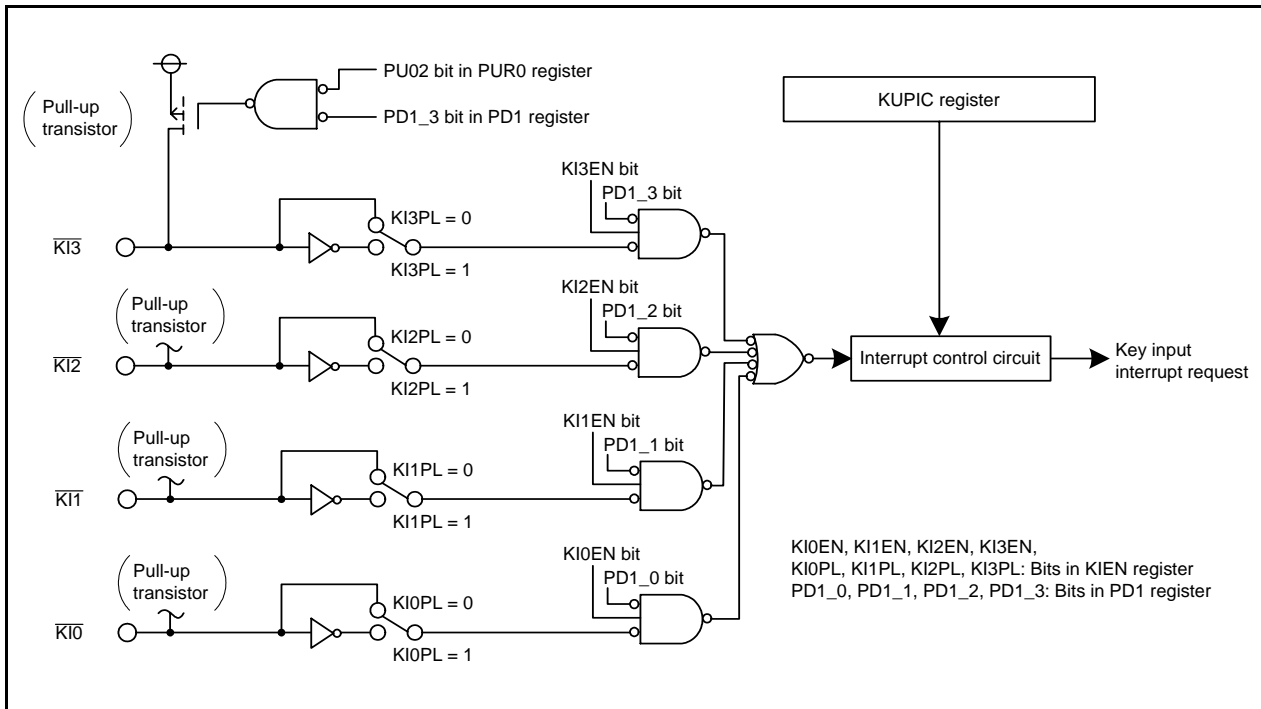 PU02 bit in PUR0 register
KUPIC register
Pull-up
transistor
PD1_3 bit in PD1 register
KI3EN bit
PD1_3 bit
KI3PL = 0
KI3
KI3PL = 1
Pull-up
transistor
KI2EN bit
PD1_2 bit
KI2PL = 0
KI2
KI2PL = 1
Interrupt control circuit
Key input
interrupt request
Pull-up
transistor
KI1EN bit
PD1_1 bit
KI1PL = 0
KI1
KI1PL = 1
Pull-up
transistor
KI0EN bit
PD1_0 bit
KI0PL = 0
KI0
KI0PL = 1
KI0EN, KI1EN, KI2EN, KI3EN,
KI0PL, KI1PL, KI2PL, KI3PL: Bits in KIEN register
PD1_0, PD1_1, PD1_2, PD1_3: Bits in PD1 register